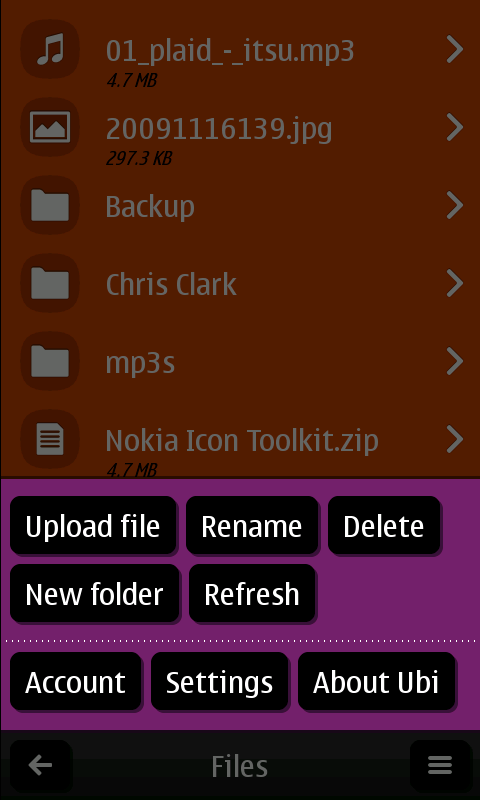 01_plaid_-_itsu.mp3
4.7 MB
20091116139.jpg
297.3 KB
Backup
Chris Clark
mp3s
Nokia Icon Toolkit.zip
4.7 MB
Upload file Rename Delete
New folder Refresh
Account Settings About Ubi
Files